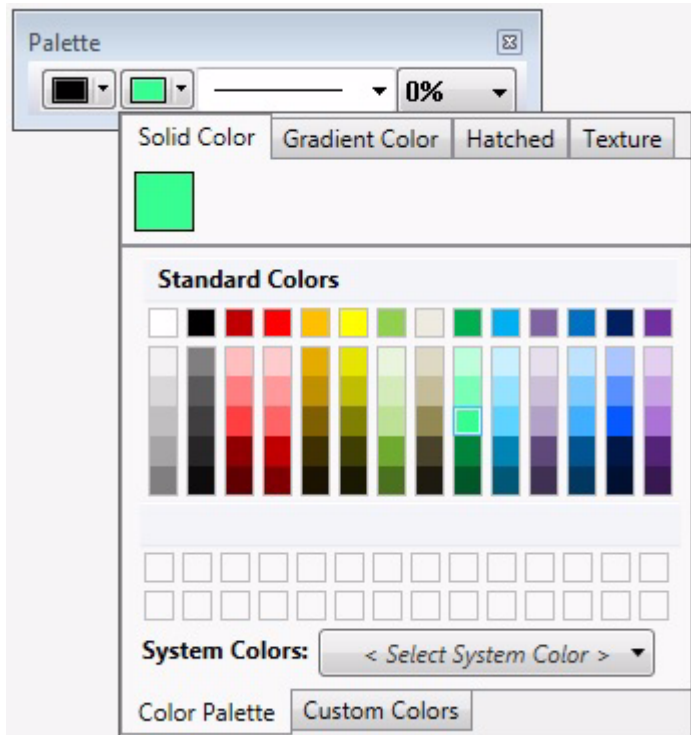 Palette
0%
Solid Color Gradient Color Hatched Texture
Standard Colors
System Colors: < Select System Color >
Color Palette Custom Colors